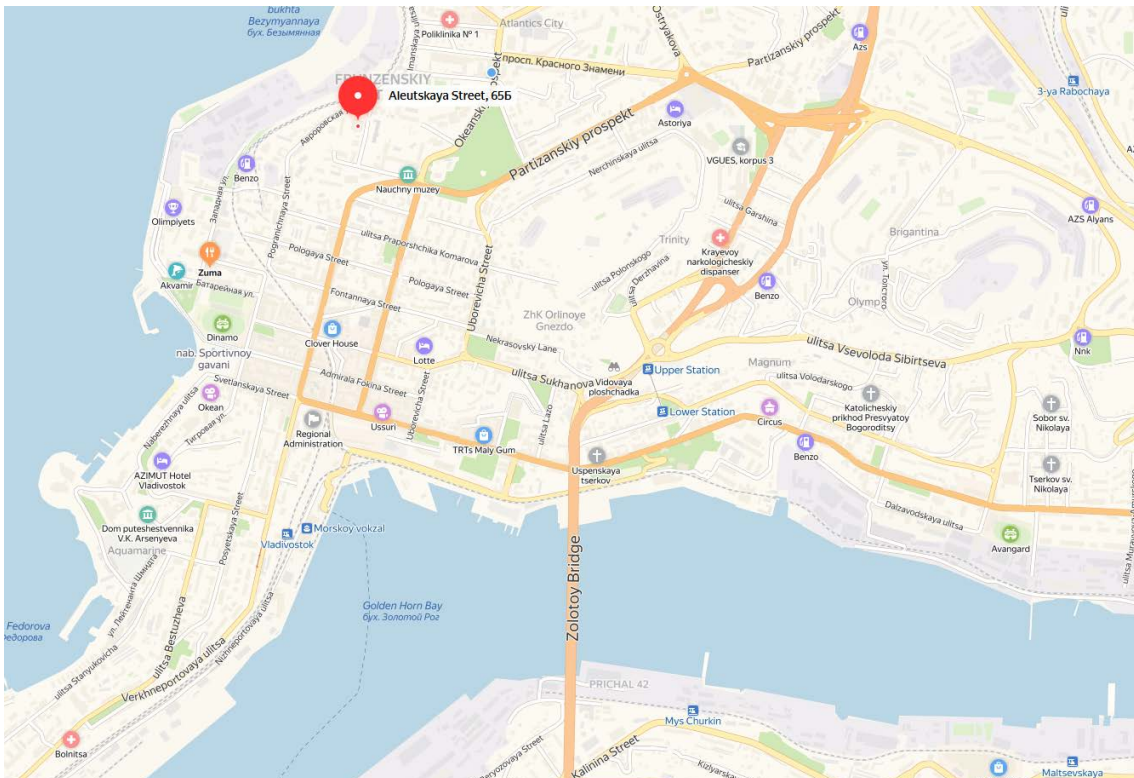 bukhta
Bezymyannaya
бух. Безымянная
Poliklinika № 1
Atlantics City
Imanskaya ulitsa
Ostryakova
Partizanskiy prospekt
Azs
3-ya Rabochaya
просп. Красного Знамени
Aleutskaya Street, 65Б
Okeanskiy prospekt
Авроровская
Astoriya
VGUES, korpus 3
Partizanskiy prospekt
Nerchinskaya ulitsa
Benzo
Западная ул.
Pogranichnaya Street
Nauchny muzey
Olimpiyets
AZS Alyans
ulitsa Garshina
Brigantina
ulitsa Praporshchika Komarova
Trinity
Krayevoy
narkologicheskiy
dispanser
Zuma
Akvamir
Батарейная ул.
Pologaya Street
Pologaya Street
Uborevicha Street
ulitsa Polonskogo
ulitsa Derzhavina
ул. Толстого
Benzo
Olymp
Fontannaya Street
ZhK Orlinoye
Gnezdo
Dinamo
Clover House
Lotte
Nekrasovsky Lane
ulitsa Vsevoloda Sibirtseva
Nnk
nab. Sportivnoy
gavani
Svetlanskaya Street
Admirala Fokina Street
ulitsa Sukhanova
Vidovaya
ploshchadka
Upper Station
Magnum
ulitsa Volodarskogo
Naberezhnaya ulitsa
Okean
Тигровая ул.
Regional
Administration
Ussuri
Uborevicha Street
TRTs Maly Gum
ulitsa Lazo
Lower Station
Circus
Katolicheskiy
prikhod Presvyatoy
Bogoroditsy
Sobor sv.
Nikolaya
AZIMUT Hotel
Vladivostok
Uspenskaya
tserkov
Benzo
Tserkov sv.
Nikolaya
Dom puteshestvennika
V.K. Arsenyeva
Aquamarine
Posyetskaya Street
Vladivostok
Morskoy vokzal
Dalzavodskaya ulitsa
Avangard
ulitsa Muravyova-Amurskogo
ул. Лейтенанта Шмидта
Golden Horn Bay
бух. Золотой Рог
Zolotoy Bridge
Fedorova
Федорова
ulitsa Stanyukovicha
ulitsa Bestuzheva
Verkhneportovaya ulitsa
Nizhneportovaya ulitsa
Bolnitsa
PRICHAL 42
Mys Churkin
Kalinina Street
Maltsevskaya